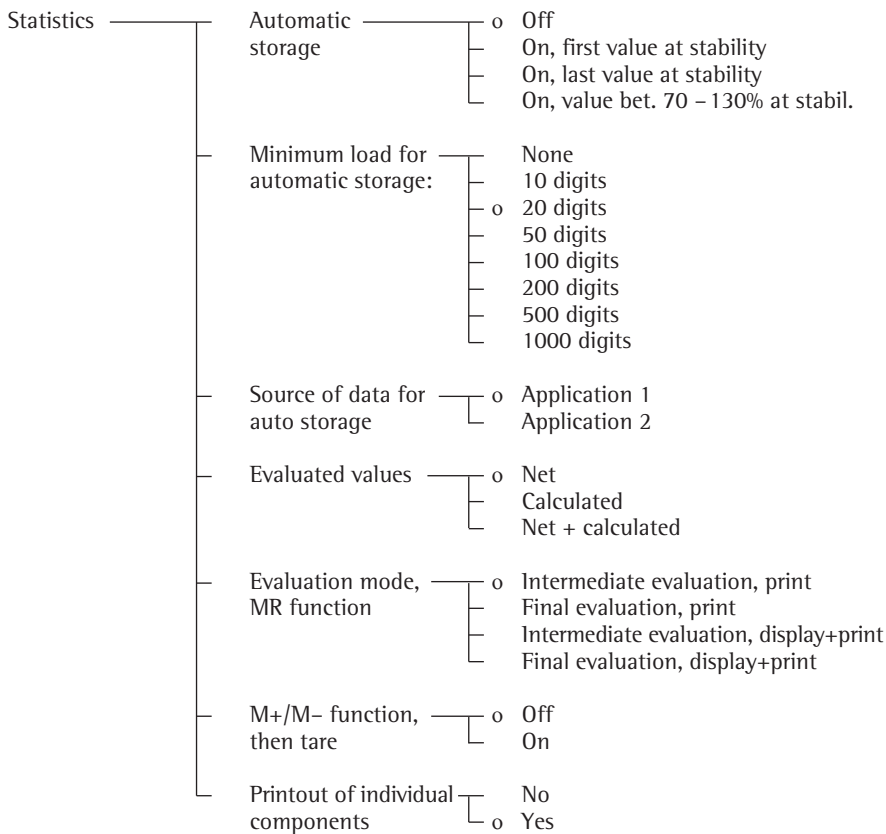 Statistics Automatic o Off
storage On, first value at stability
On, last value at stability
On, value bet. 70 – 130% at stabil.
Minimum load for None
automatic storage: 10 digits
o 20 digits
50 digits
100 digits
200 digits
500 digits
1000 digits
Source of data for o Application 1
auto storage Application 2
Evaluated values o Net
Calculated
Net + calculated
Evaluation mode, o Intermediate evaluation, print
MR function Final evaluation, print
Intermediate evaluation, display+print
Final evaluation, display+print
M+/M– function, o Off
then tare On
Printout of individual No
components o Yes